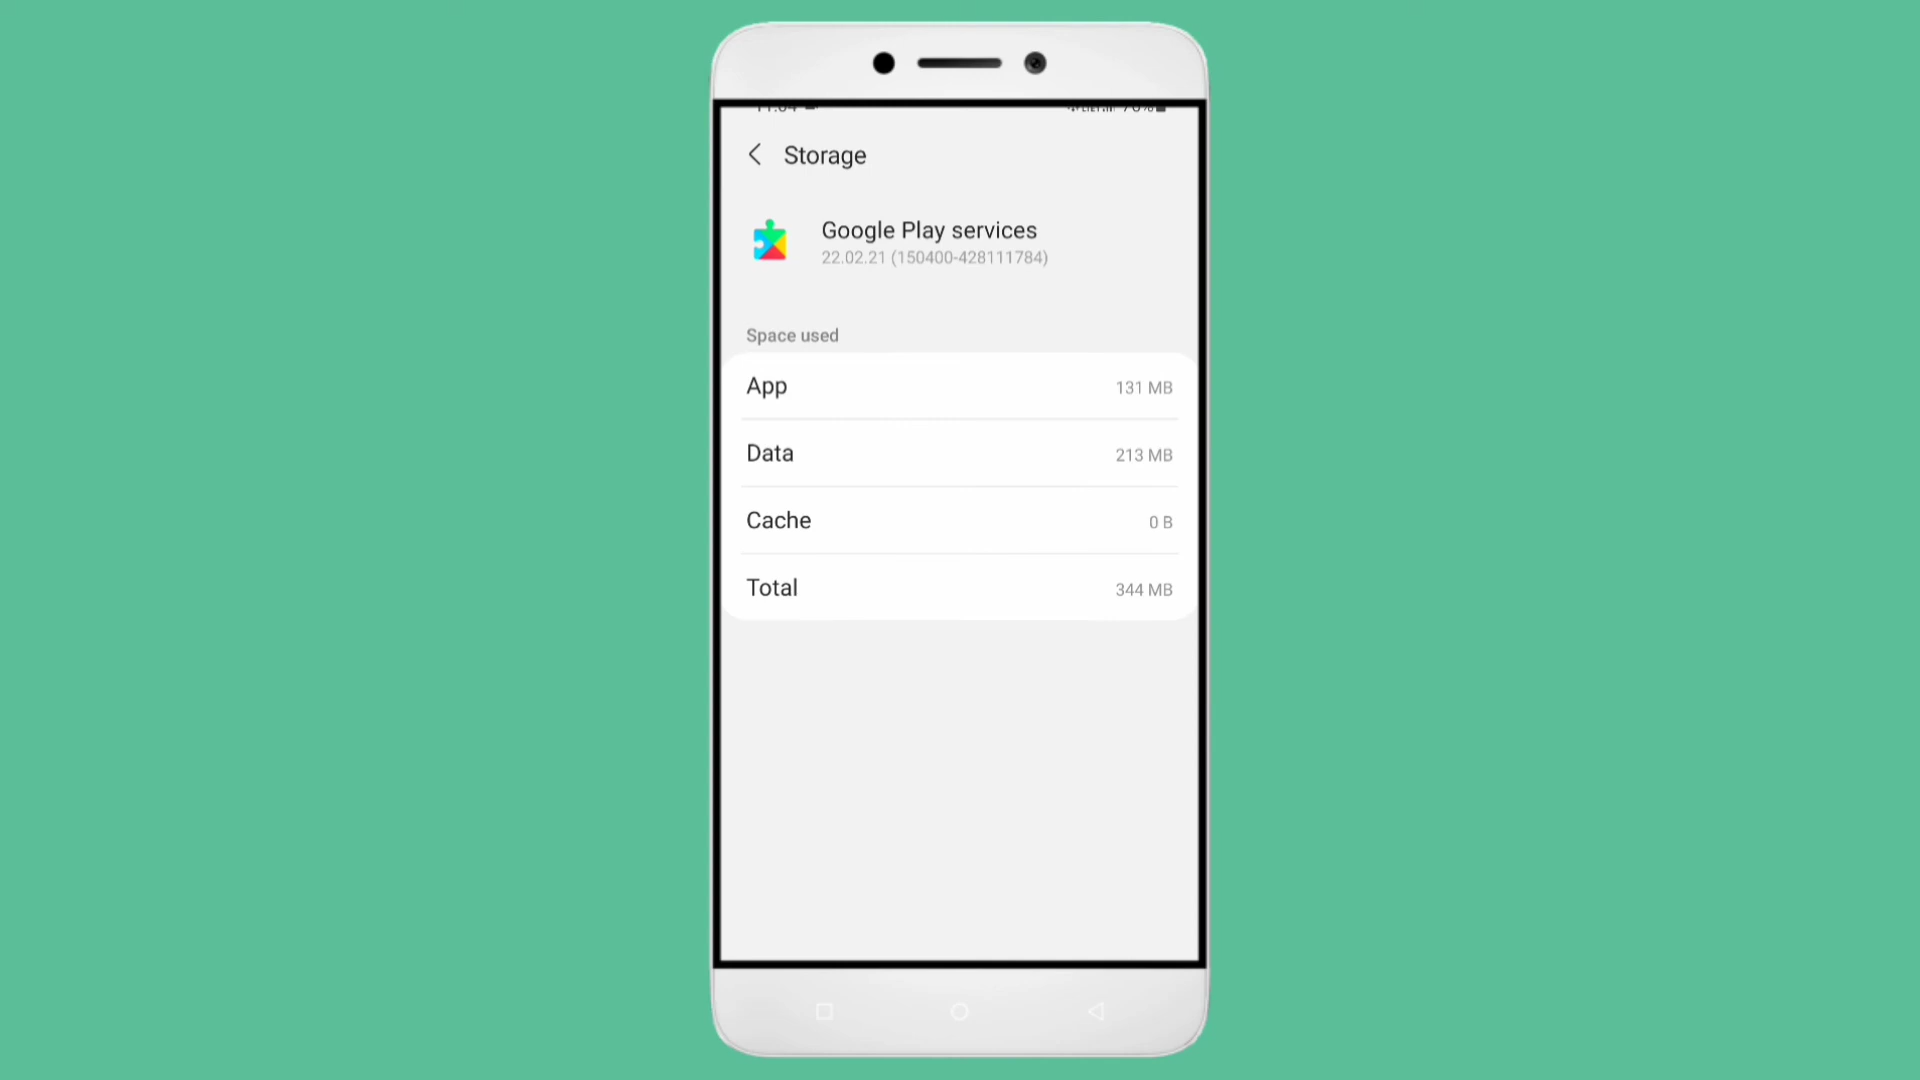 Storage
Google Play services
22.02.21 (150400-428111784)
Space used
App 131 MB
Data 213 MB
Cache 0 B
Total 344 MB